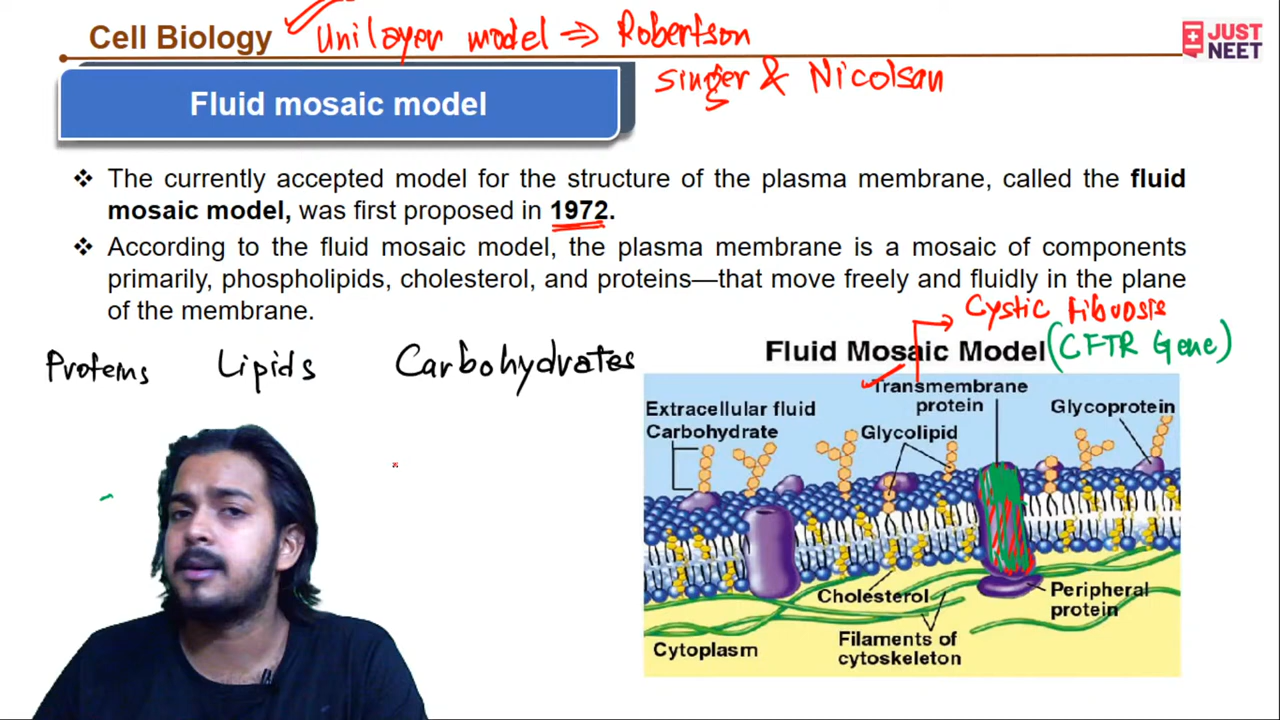 Cell Biology
Unilayer model ⇒ Robertson
JUST
NEET
singer & Nicolsan
Fluid mosaic model
❖ The currently accepted model for the structure of the plasma membrane, called the fluid
mosaic model, was first proposed in 1972.
❖ According to the fluid mosaic model, the plasma membrane is a mosaic of components
primarily, phospholipids, cholesterol, and proteins—that move freely and fluidly in the plane
of the membrane.
Cystic Fibrosis
Proteins Lipids Carbohydrates
Fluid Mosaic Model (CFTR Gene)
Transmembrane
protein
Extracellular fluid
Carbohydrate
Glycolipid
Glycoprotein
Cholesterol
Peripheral
protein
Filaments of
cytoskeleton
Cytoplasm